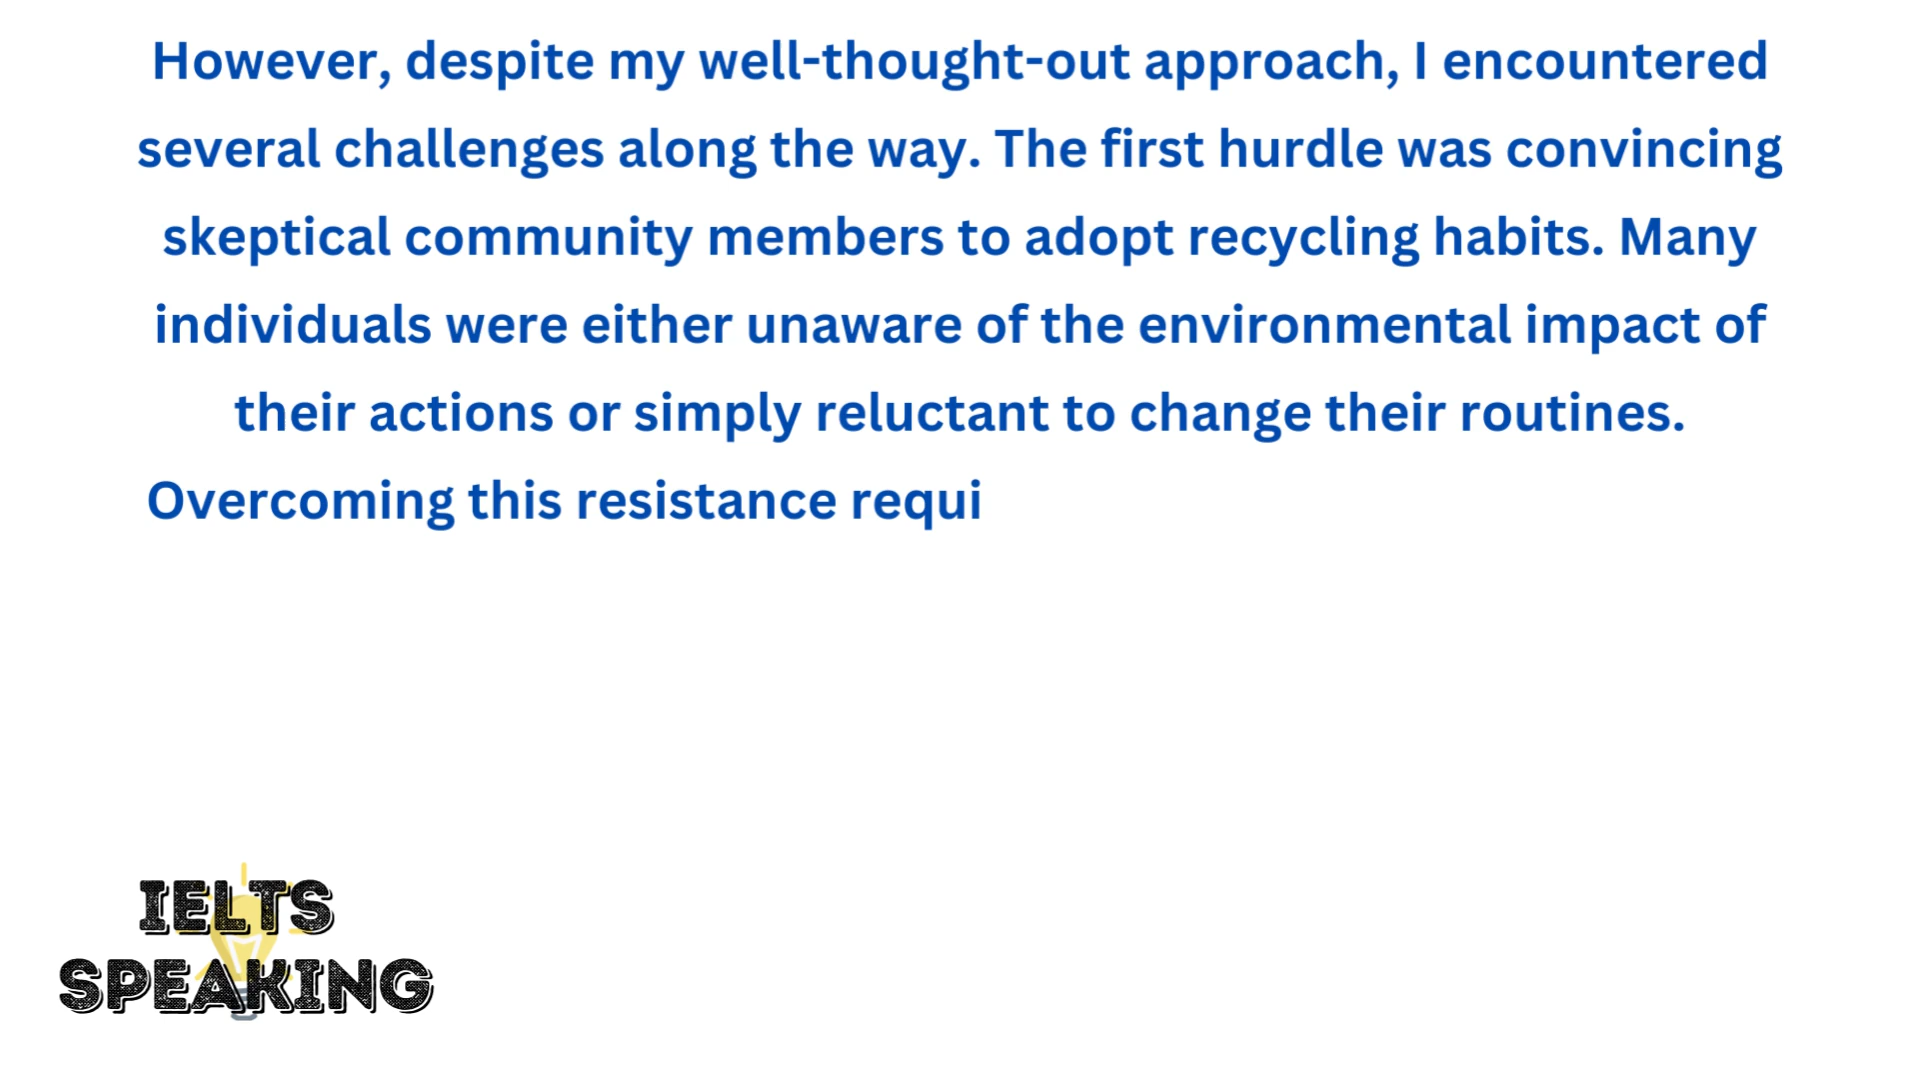 However, despite my well-thought-out approach, I encountered
several challenges along the way. The first hurdle was convincing
skeptical community members to adopt recycling habits. Many
individuals were either unaware of the environmental impact of
their actions or simply reluctant to change their routines.
Overcoming this resistance requi
IELTS
SPEAKING